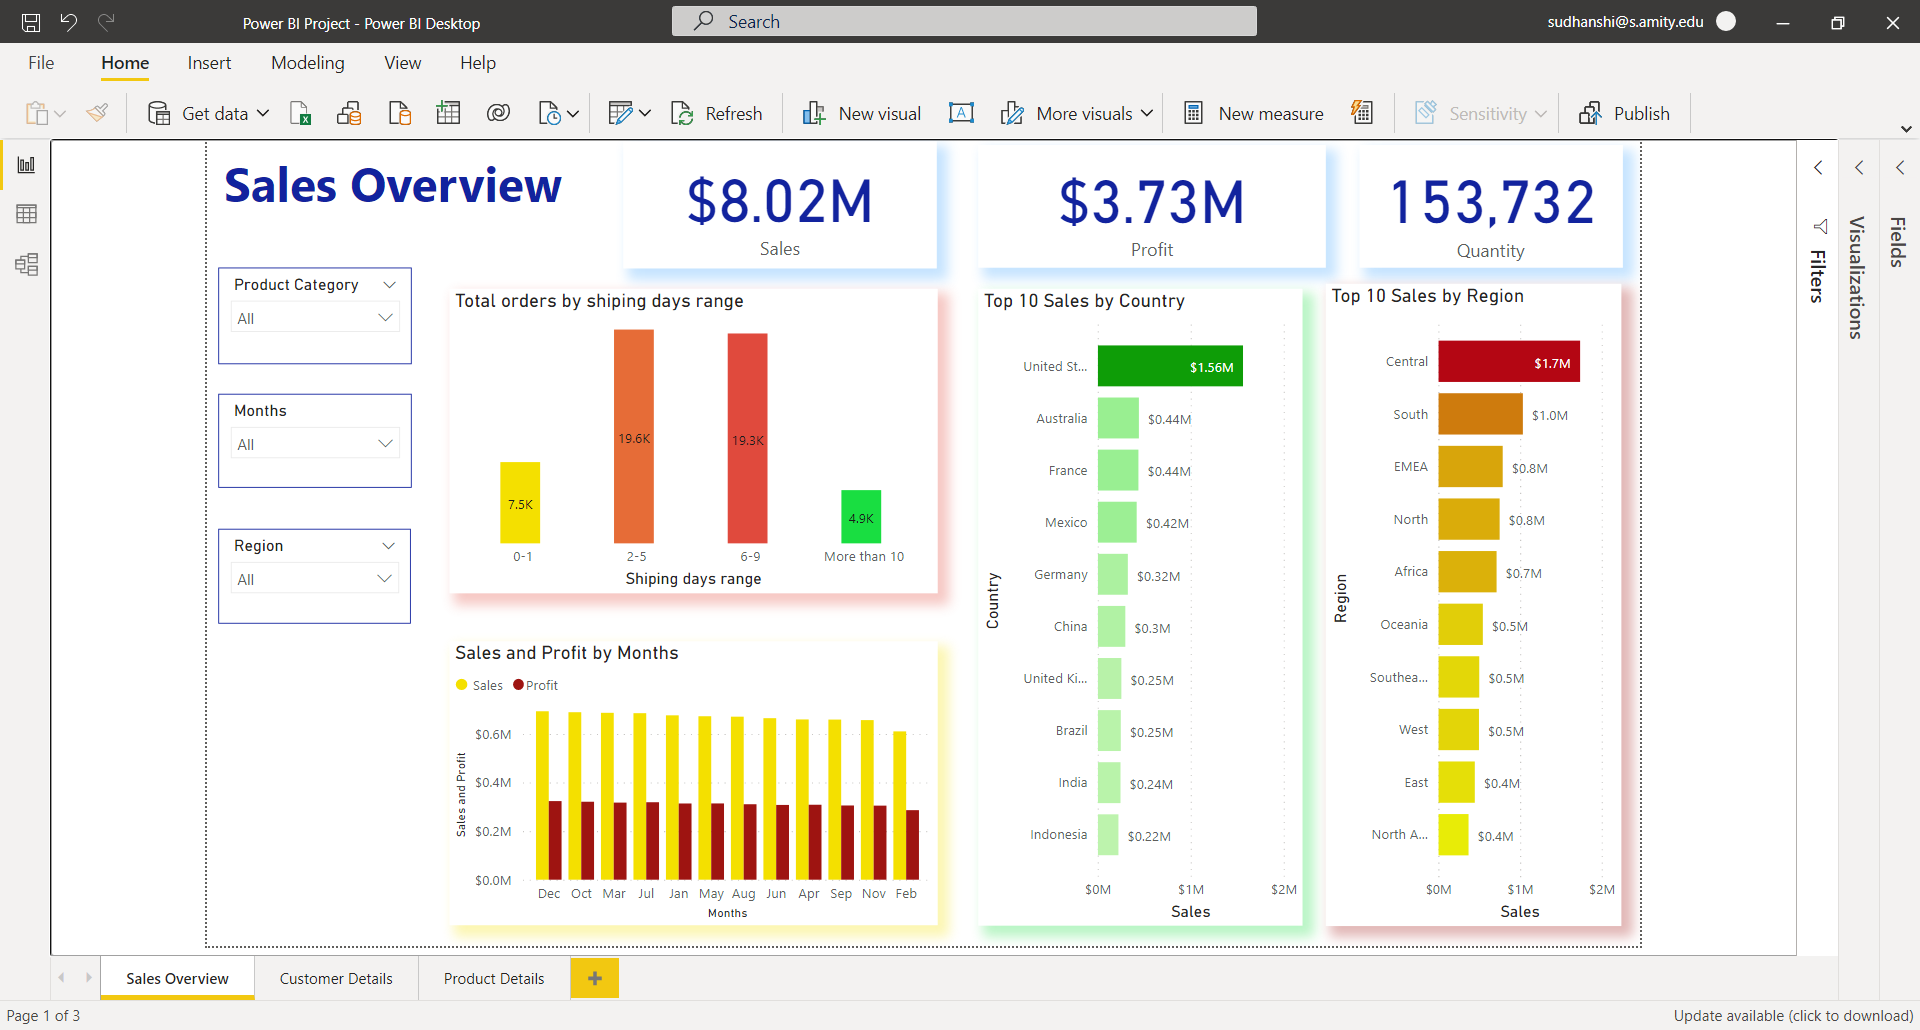 Power BI Project - Power BI Desktop
Search
sudhanshi@s.amity.edu
File Home Insert Modeling View Help
Get data Refresh New visual More visuals New measure Sensitivity Publish
Sales Overview
$8.02M
Sales
$3.73M
Profit
153,732
Quantity
Product Category
All
Months
All
Region
All
Total orders by shiping days range
7.5K 19.6K 19.3K 4.9K
0-1 2-5 6-9 More than 10
Shiping days range
Sales and Profit by Months
Sales Profit
Sales and Profit
$0.6M
$0.4M
$0.2M
$0.0M
Dec Oct Mar Jul Jan May Aug Jun Apr Sep Nov Feb
Months
Top 10 Sales by Country
Country
United St... $1.56M
Australia $0.44M
France $0.44M
Mexico $0.42M
Germany $0.32M
China $0.3M
United Ki... $0.25M
Brazil $0.25M
India $0.24M
Indonesia $0.22M
$0M $1M $2M
Sales
Top 10 Sales by Region
Region
Central $1.7M
South $1.0M
EMEA $0.8M
North $0.8M
Africa $0.7M
Oceania $0.5M
Southea... $0.5M
West $0.5M
East $0.4M
North A... $0.4M
$0M $1M $2M
Sales
Filters
Visualizations
Fields
Sales Overview Customer Details Product Details
Page 1 of 3
Update available (click to download)